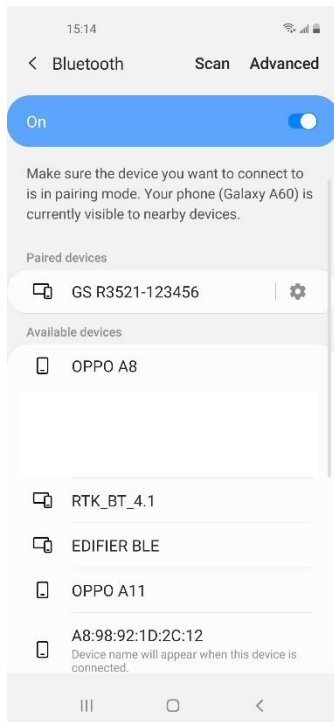 15:14
Bluetooth Scan Advanced
On
Make sure the device you want to connect to
is in pairing mode. Your phone (Galaxy A60) is
currently visible to nearby devices.
Paired devices
GS R3521-123456
Available devices
OPPO A8
RTK_BT_4.1
EDIFIER BLE
OPPO A11
A8:98:92:1D:2C:12
Device name will appear when this device is
connected.